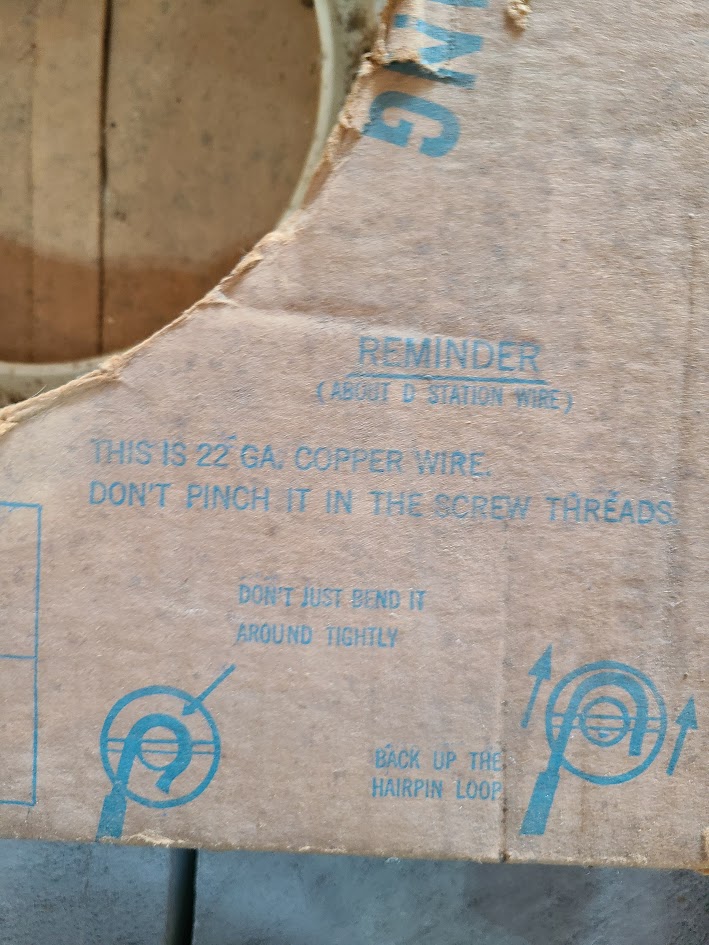 NG
REMINDER
(ABOUT D STATION WIRE)
THIS IS 22 GA. COPPER WIRE.
DON'T PINCH IT IN THE SCREW THREADS.
DON'T JUST BEND IT
AROUND TIGHTLY
BACK UP THE
HAIRPIN LOOP